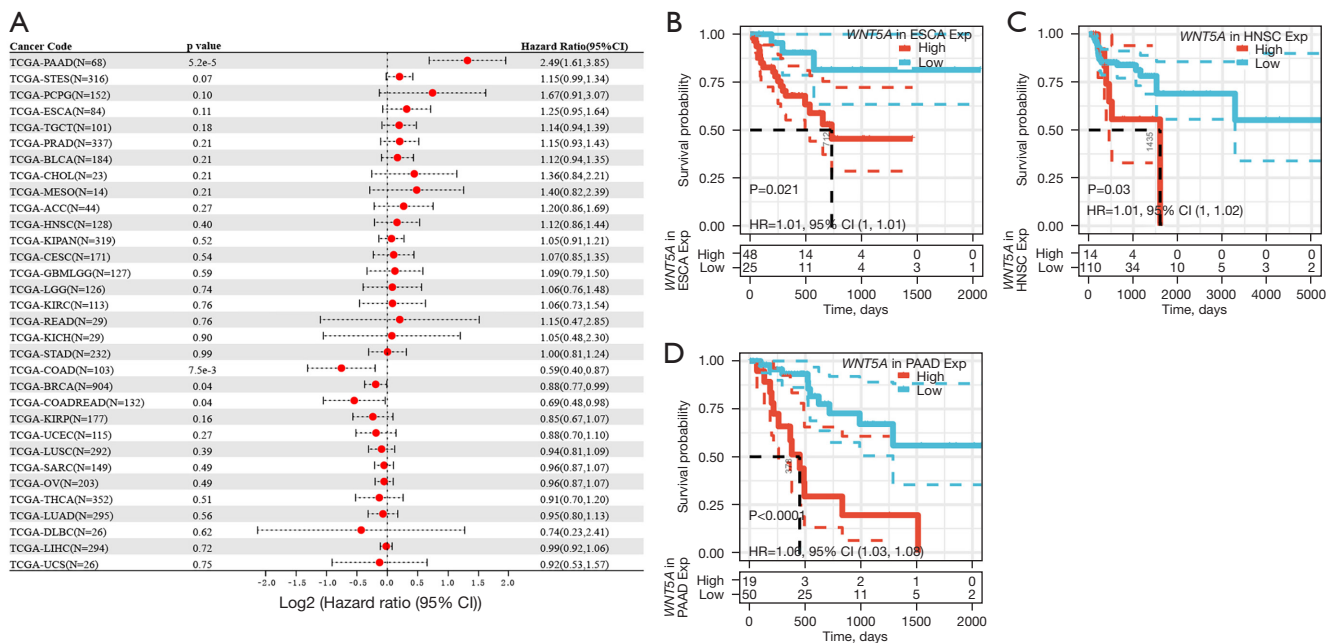 A
Cancer Code p value Hazard Ratio(95%CI)
TCGA-PAAD(N=68) 5.2e-5 2.49(1.61,3.85)
TCGA-STES(N=316) 0.07 1.15(0.99,1.34)
TCGA-PCPG(N=152) 0.10 1.67(0.91,3.07)
TCGA-ESCA(N=84) 0.11 1.25(0.95,1.64)
TCGA-TGCT(N=101) 0.18 1.14(0.94,1.39)
TCGA-PRAD(N=337) 0.21 1.15(0.93,1.43)
TCGA-BLCA(N=184) 0.21 1.12(0.94,1.35)
TCGA-CHOL(N=23) 0.21 1.36(0.84,2.21)
TCGA-MESO(N=14) 0.21 1.40(0.82,2.39)
TCGA-ACC(N=44) 0.27 1.20(0.86,1.69)
TCGA-HNSC(N=128) 0.40 1.12(0.86,1.44)
TCGA-KIPAN(N=319) 0.52 1.05(0.91,1.21)
TCGA-CESC(N=171) 0.54 1.07(0.85,1.35)
TCGA-GBMLGG(N=127) 0.59 1.09(0.79,1.50)
TCGA-LGG(N=126) 0.74 1.06(0.76,1.48)
TCGA-KIRC(N=113) 0.76 1.06(0.73,1.54)
TCGA-READ(N=29) 0.76 1.15(0.47,2.85)
TCGA-KICH(N=29) 0.90 1.05(0.48,2.30)
TCGA-STAD(N=232) 0.99 1.00(0.81,1.24)
TCGA-COAD(N=103) 7.5e-3 0.59(0.40,0.87)
TCGA-BRCA(N=904) 0.04 0.88(0.77,0.99)
TCGA-COADREAD(N=132) 0.04 0.69(0.48,0.98)
TCGA-KIRP(N=177) 0.16 0.85(0.67,1.07)
TCGA-UCEC(N=115) 0.27 0.88(0.70,1.10)
TCGA-LUSC(N=292) 0.39 0.94(0.81,1.09)
TCGA-SARC(N=149) 0.49 0.96(0.87,1.07)
TCGA-OV(N=203) 0.49 0.96(0.87,1.07)
TCGA-THCA(N=352) 0.51 0.91(0.70,1.20)
TCGA-LUAD(N=295) 0.56 0.95(0.80,1.13)
TCGA-DLBC(N=26) 0.62 0.74(0.23,2.41)
TCGA-LIHC(N=294) 0.72 0.99(0.92,1.06)
TCGA-UCS(N=26) 0.75 0.92(0.53,1.57)
-2.0 -1.5 -1.0 -0.5 0.0 0.5 1.0 1.5 2.0
Log2 (Hazard ratio (95% CI))
B
WNT5A in ESCA Exp
High
Low
Survival probability
1.00
0.75
0.50
0.25
0.00
712
P=0.021
HR=1.01, 95% CI (1, 1.01)
WNT5A in
ESCA Exp
High 48 14 4 0 0
Low 25 11 4 3 1
0 500 1000 1500 2000
Time, days
C
WNT5A in HNSC Exp
High
Low
Survival probability
1.00
0.75
0.50
0.25
0.00
1435
P=0.03
HR=1.01, 95% CI (1, 1.02)
WNT5A in
HNSC Exp
High 14 4 0 0 0 0
Low 110 34 10 5 3 2
0 1000 2000 3000 4000 5000
Time, days
D
WNT5A in PAAD Exp
High
Low
Survival probability
1.00
0.75
0.50
0.25
0.00
P<0.0001
HR=1.06, 95% CI (1.03, 1.08)
WNT5A in
PAAD Exp
High 19 3 2 1 0
Low 50 25 11 5 2
0 500 1000 1500 2000
Time, days